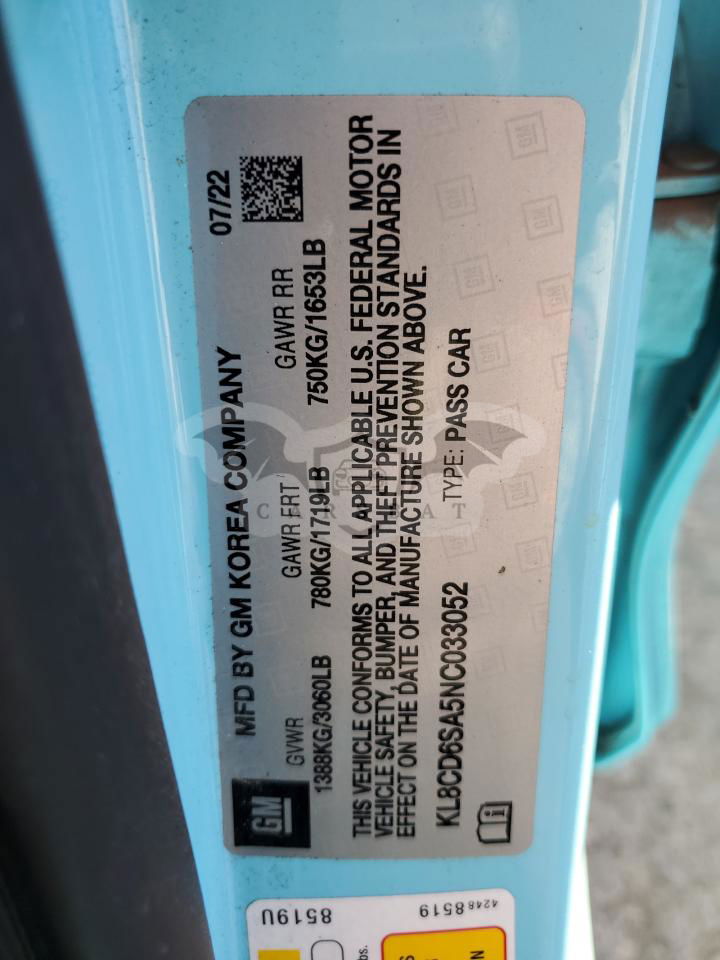 MFD BY GM KOREA COMPANY 07/22
GM
GVWR GAWR FRT GAWR RR
1388KG/3060LB 780KG/1719LB 750KG/1653LB
THIS VEHICLE CONFORMS TO ALL APPLICABLE U.S. FEDERAL MOTOR
VEHICLE SAFETY, BUMPER, AND THEFT PREVENTION STANDARDS IN
EFFECT ON THE DATE OF MANUFACTURE SHOWN ABOVE.
KL8CD6SA5NC033052 TYPE: PASS CAR
8519U
42488519